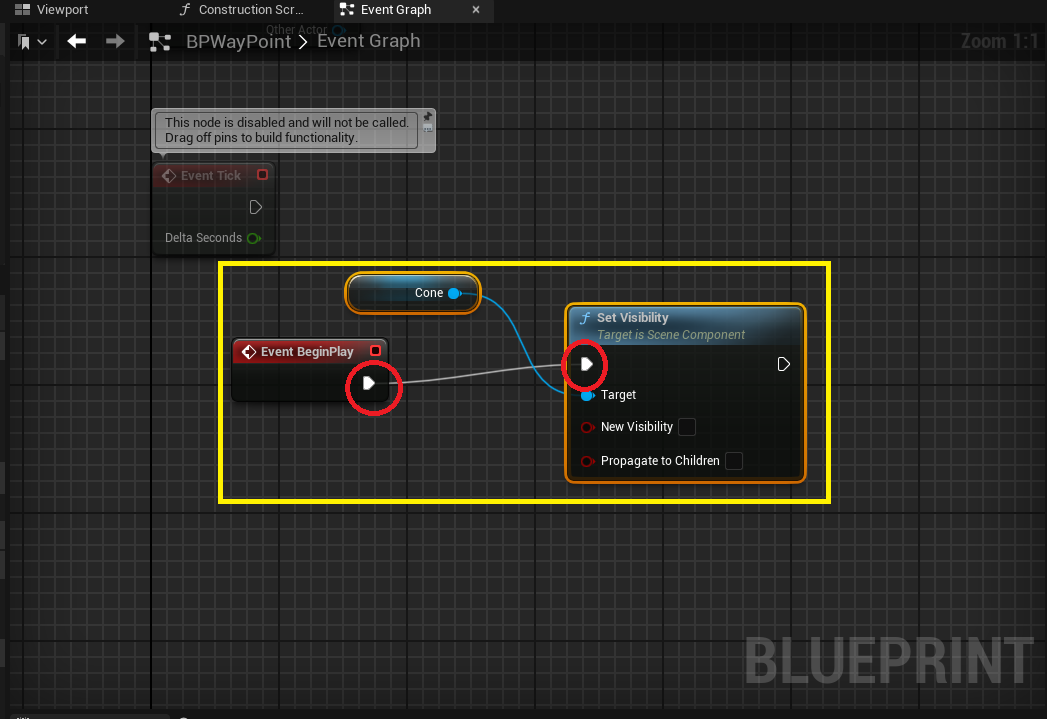 Viewport
Construction Scr...
Event Graph
Other Actor
BPWayPoint > Event Graph
Zoom 1:1
This node is disabled and will not be called.
Drag off pins to build functionality.
Event Tick
Delta Seconds
Cone
Set Visibility
Target is Scene Component
Event BeginPlay
Target
New Visibility
Propagate to Children
BLUEPRINT